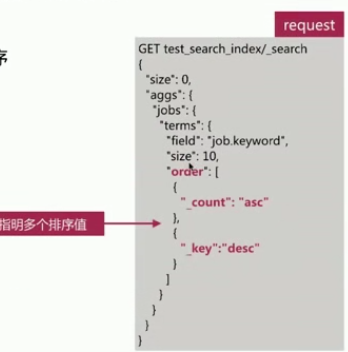 request
序
GET test_search_index/_search
{
"size": 0,
"aggs": {
"jobs": {
"terms": {
"field": "job.keyword",
"size": 10,
"order": [
{
"_count": "asc"
},
{
"_key":"desc"
}
]
}
}
}
}
指明多个排序值